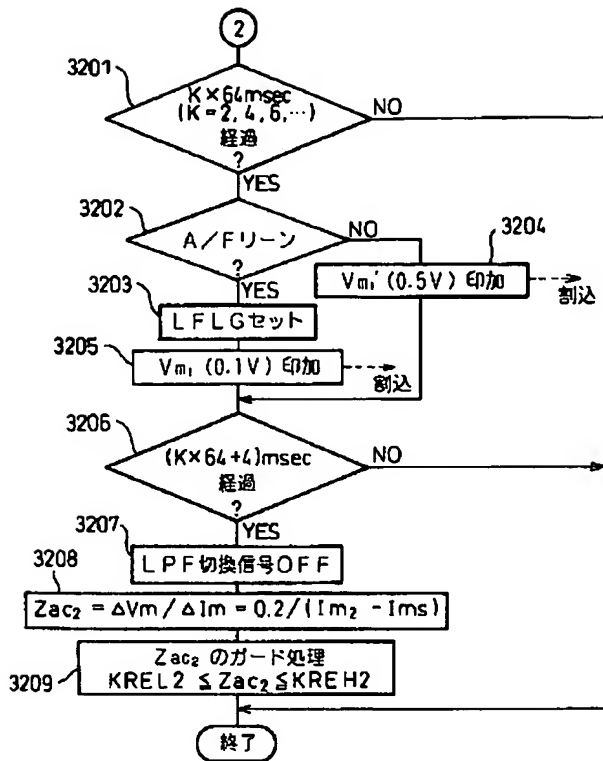 2
3201
K×64msec
(K=2,4,6,…)
経過
?
NO
YES
3202
A/Fリーン
?
NO
YES
3204
Vm₁′(0.5V)印加
割込
3203
LFLGセット
3205
Vm₁(0.1V)印加
割込
3206
(K×64+4)msec
経過
?
NO
YES
3207
LPF切換信号OFF
3208
Zac₂=ΔVm/ΔIm=0.2/(Im₂-Ims)
3209
Zac₂のガード処理
KREL2≦Zac₂≦KREH2
終了